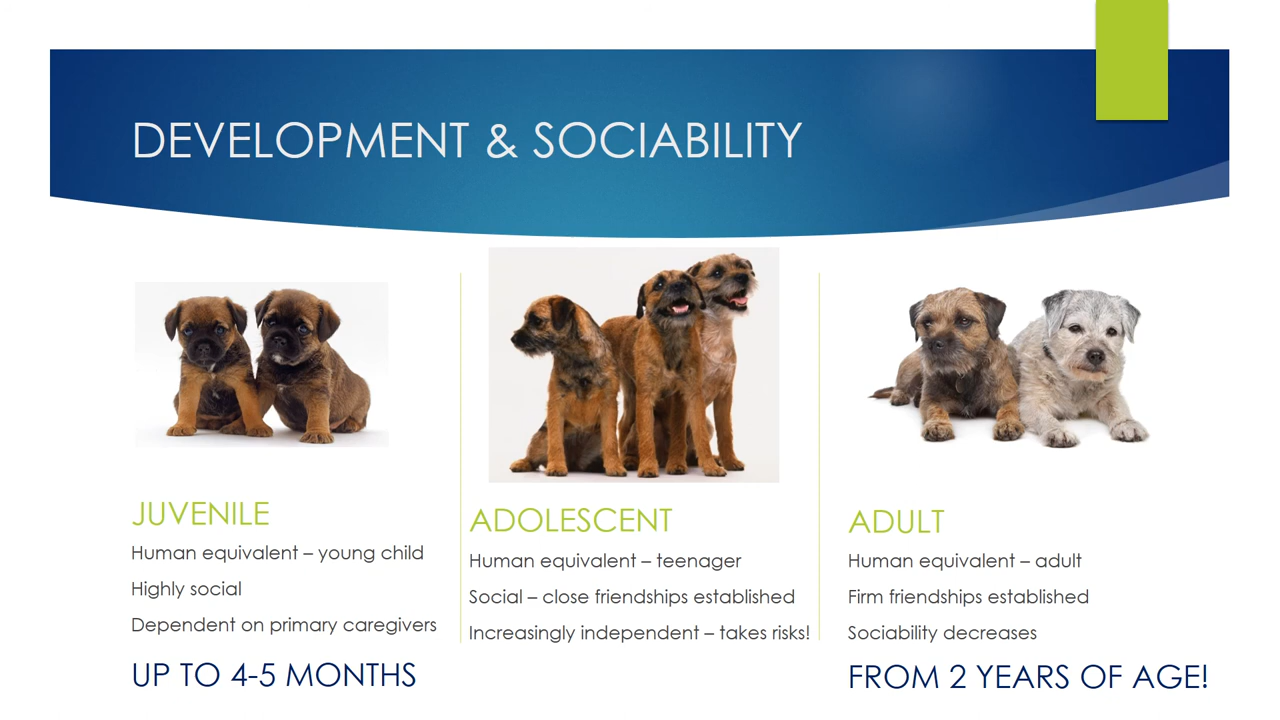 DEVELOPMENT & SOCIABILITY
JUVENILE
Human equivalent – young child
Highly social
Dependent on primary caregivers
UP TO 4-5 MONTHS
ADOLESCENT
Human equivalent – teenager
Social – close friendships established
Increasingly independent – takes risks!
ADULT
Human equivalent – adult
Firm friendships established
Sociability decreases
FROM 2 YEARS OF AGE!